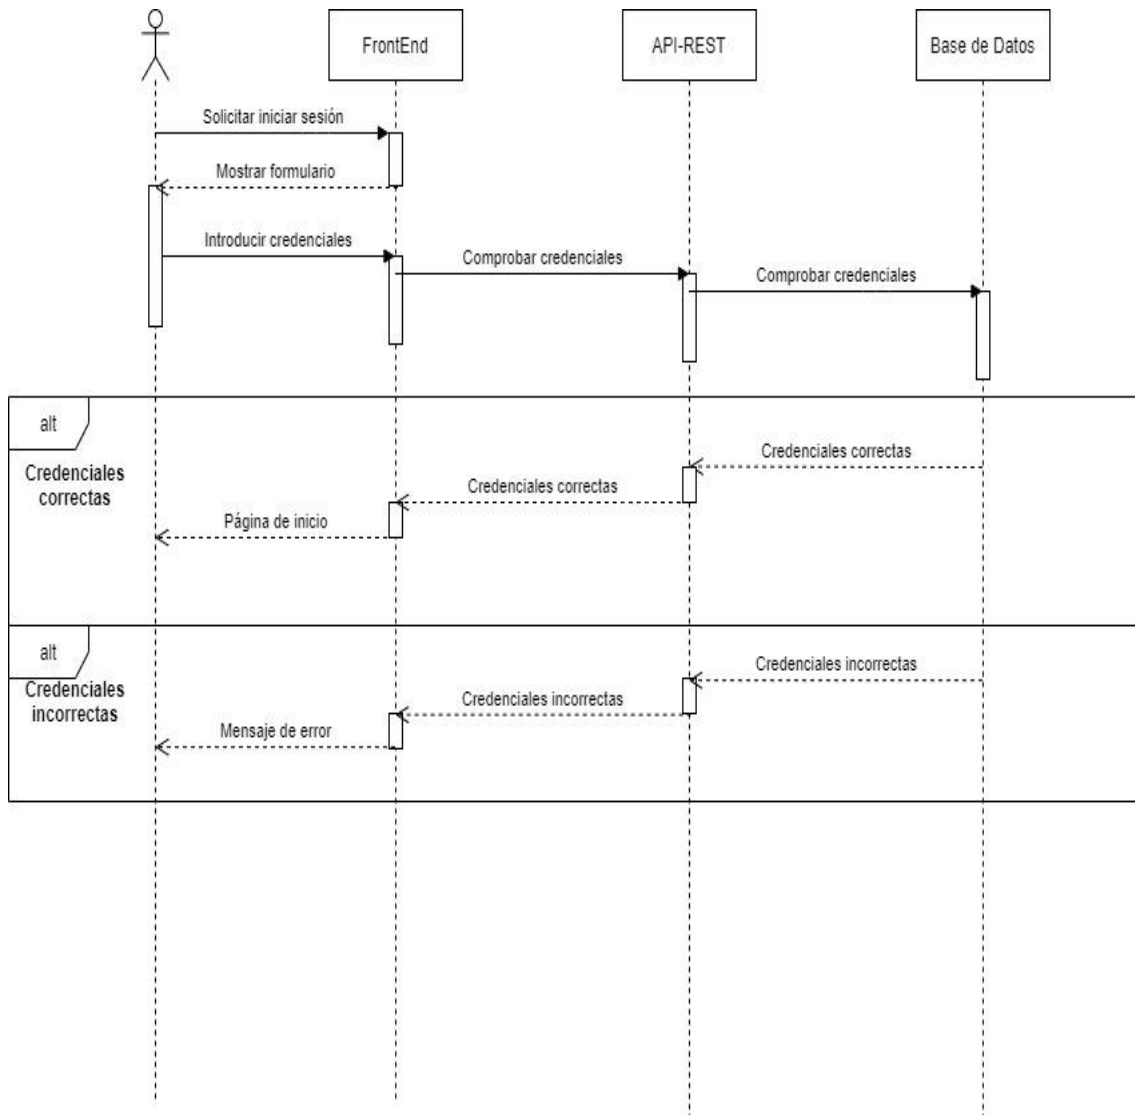 FrontEnd
API-REST
Base de Datos
Solicitar iniciar sesión
Mostrar formulario
Introducir credenciales
Comprobar credenciales
Comprobar credenciales
alt
Credenciales
correctas
Credenciales correctas
Credenciales correctas
Página de inicio
alt
Credenciales
incorrectas
Credenciales incorrectas
Credenciales incorrectas
Mensaje de error